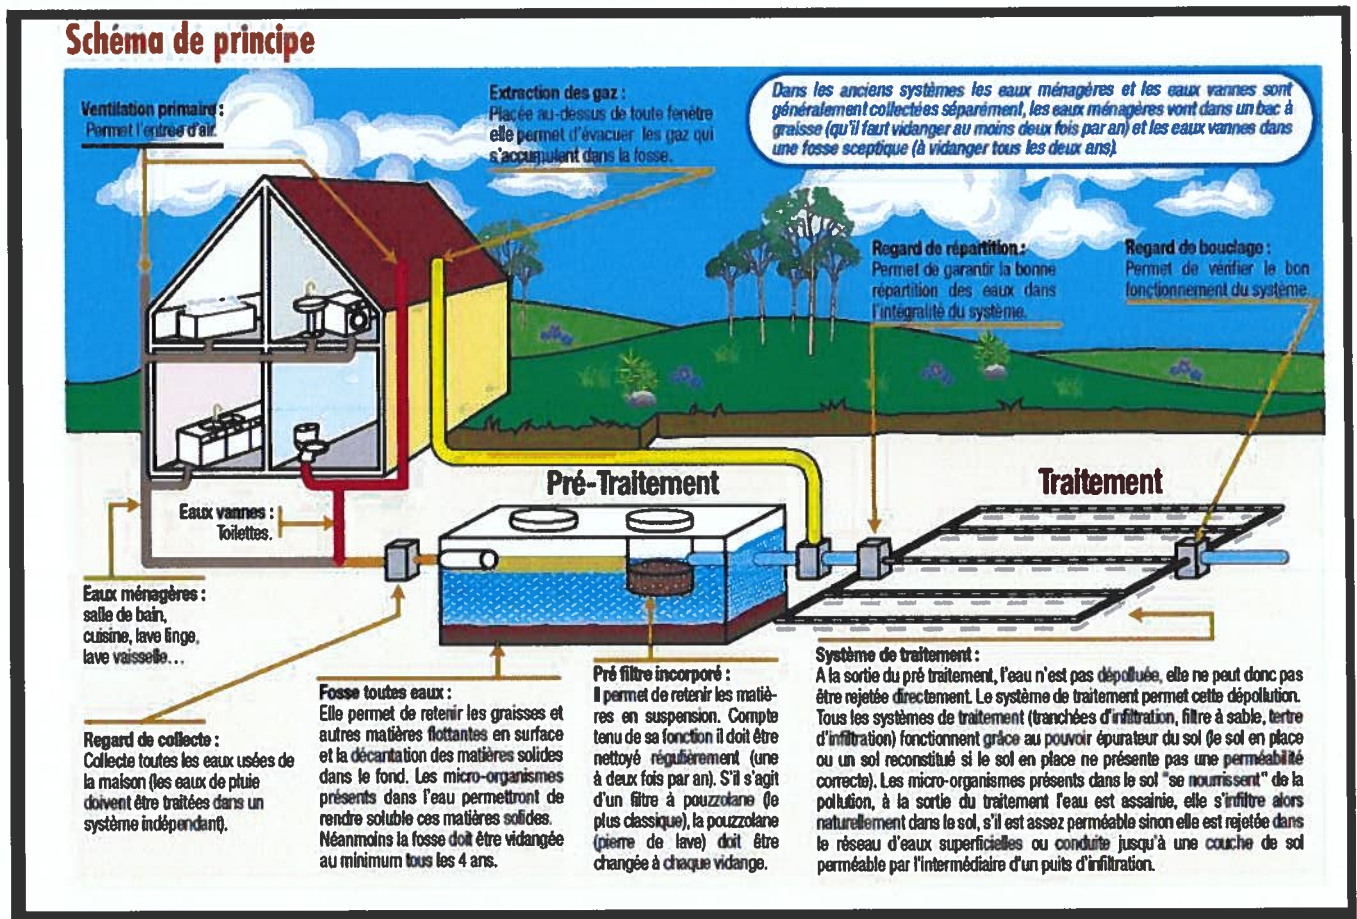 Schéma de principe
Ventilation primaire :
Permet l'entrée d'air.
Extraction des gaz :
Placée au-dessus de toute fenêtre
elle permet d'évacuer les gaz qui
s'accumulent dans la fosse.
Dans les anciens systèmes les eaux ménagères et les eaux vannes sont
généralement collectées séparément, les eaux ménagères vont dans un bac à
graisse (qu'il faut vidanger au moins deux fois par an) et les eaux vannes dans
une fosse sceptique (à vidanger tous les deux ans).
Regard de répartition :
Permet de garantir la bonne
répartition des eaux dans
l'intégralité du système.
Regard de bouclage :
Permet de vérifier le bon
fonctionnement du système.
Pré-Traitement
Traitement
Eaux vannes :
Toilettes.
Eaux ménagères :
salle de bain,
cuisine, lave linge,
lave vaisselle...
Regard de collecte :
Collecte toutes les eaux usées de
la maison (les eaux de pluie
doivent être traitées dans un
système indépendant).
Fosse toutes eaux :
Elle permet de retenir les graisses et
autres matières flottantes en surface
et la décantation des matières solides
dans le fond. Les micro-organismes
présents dans l'eau permettront de
rendre soluble ces matières solides.
Néanmoins la fosse doit être vidangée
au minimum tous les 4 ans.
Pré filtre incorporé :
Il permet de retenir les matiè-
res en suspension. Compte
tenu de sa fonction il doit être
nettoyé régulièrement (une
à deux fois par an). S'il s'agit
d'un filtre à pouzzolane (le
plus classique), la pouzzolane
(pierre de lave) doit être
changée à chaque vidange.
Système de traitement :
A la sortie du pré traitement, l'eau n'est pas dépolluée, elle ne peut donc pas
être rejetée directement. Le système de traitement permet cette dépollution.
Tous les systèmes de traitement (tranchées d'infiltration, filtre à sable, tertre
d'infiltration) fonctionnent grâce au pouvoir épurateur du sol (le sol en place
ou un sol reconstitué si le sol en place ne présente pas une perméabilité
correcte). Les micro-organismes présents dans le sol "se nourrissent" de la
pollution, à la sortie du traitement l'eau est assainie, elle s'infiltre alors
naturellement dans le sol, s'il est assez perméable sinon elle est rejetée dans
le réseau d'eaux superficielles ou conduite jusqu'à une couche de sol
perméable par l'intermédiaire d'un puits d'infiltration.